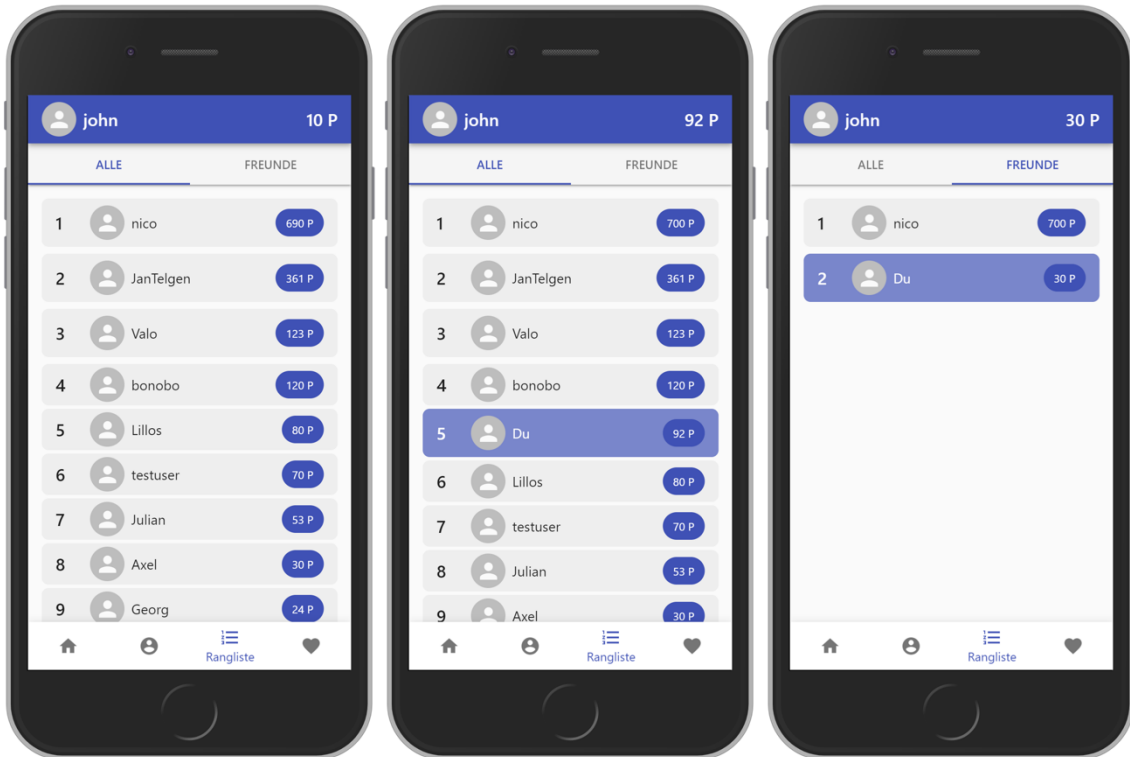 john 10 P
ALLE FREUNDE
1 nico 690 P
2 JanTelgen 361 P
3 Valo 123 P
4 bonobo 120 P
5 Lillos 80 P
6 testuser 70 P
7 Julian 53 P
8 Axel 30 P
9 Georg 24 P
Rangliste
john 92 P
ALLE FREUNDE
1 nico 700 P
2 JanTelgen 361 P
3 Valo 123 P
4 bonobo 120 P
5 Du 92 P
6 Lillos 80 P
7 testuser 70 P
8 Julian 53 P
9 Axel 30 P
Rangliste
john 30 P
ALLE FREUNDE
1 nico 700 P
2 Du 30 P
Rangliste